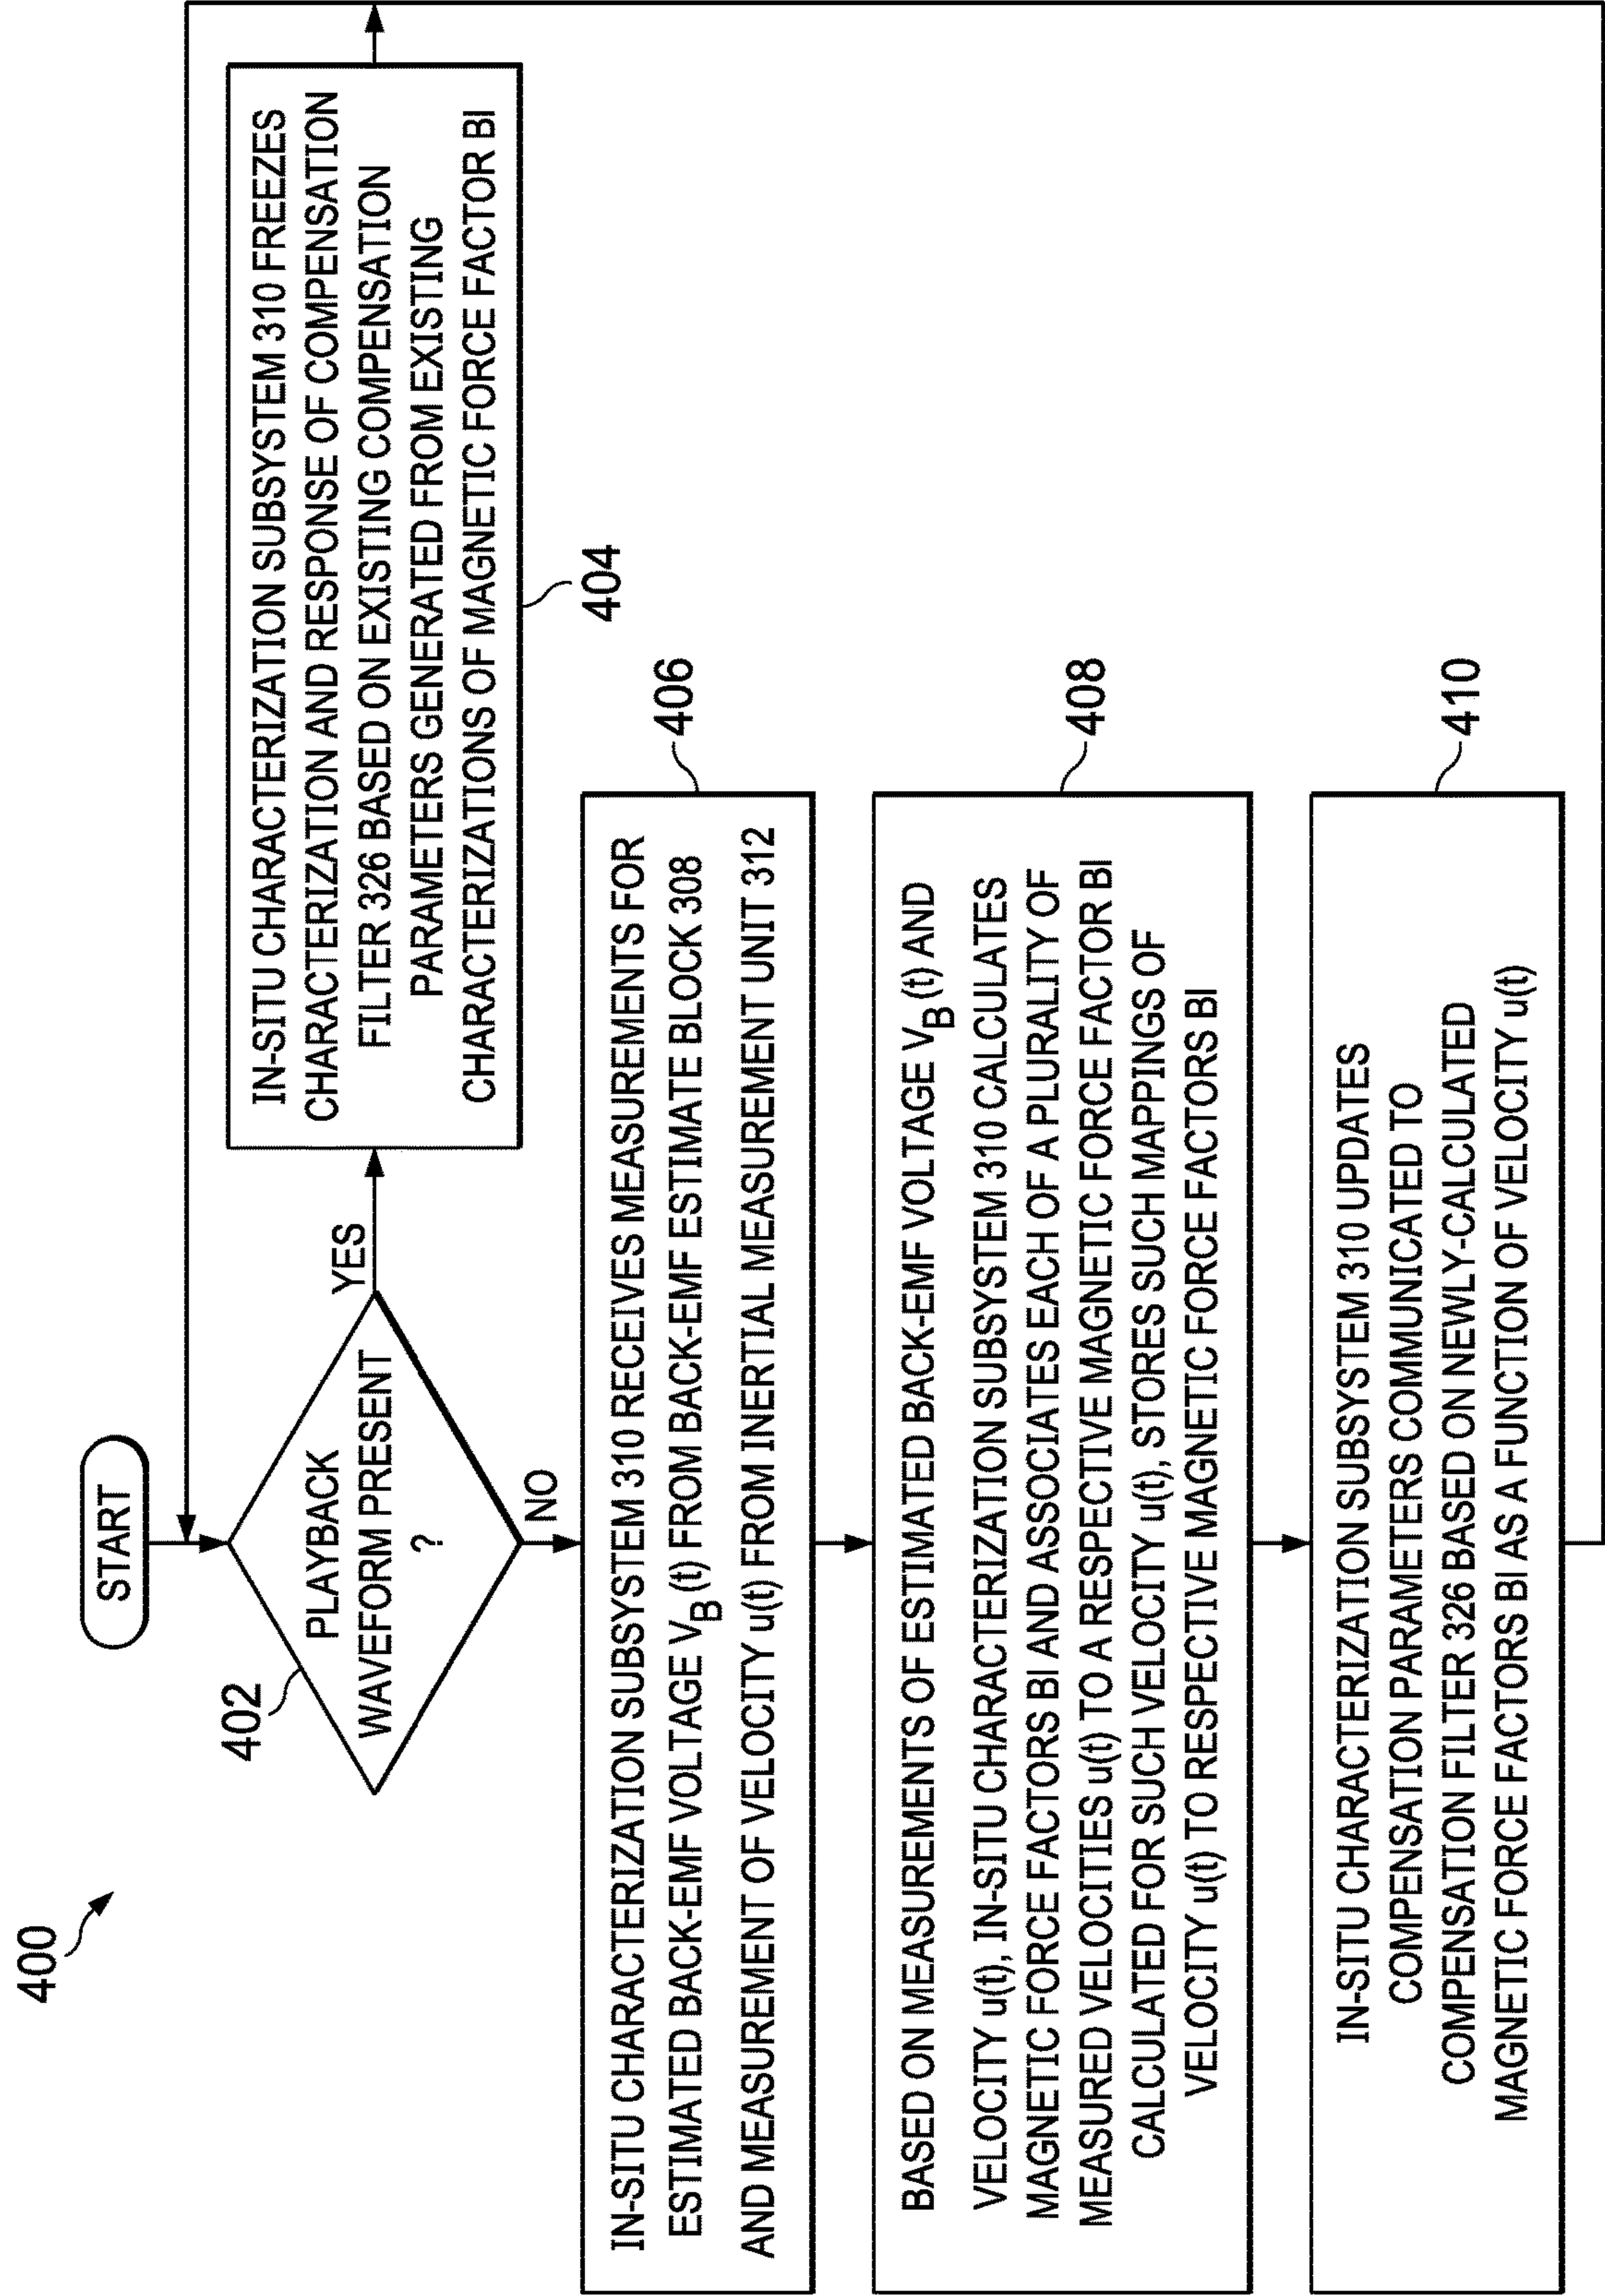 400
START
402
PLAYBACK
WAVEFORM PRESENT
?
YES
NO
IN-SITU CHARACTERIZATION SUBSYSTEM 310 FREEZES
CHARACTERIZATION AND RESPONSE OF COMPENSATION
FILTER 326 BASED ON EXISTING COMPENSATION
PARAMETERS GENERATED FROM EXISTING
CHARACTERIZATIONS OF MAGNETIC FORCE FACTOR Bl
404
IN-SITU CHARACTERIZATION SUBSYSTEM 310 RECEIVES MEASUREMENTS FOR
ESTIMATED BACK-EMF VOLTAGE VB(t) FROM BACK-EMF ESTIMATE BLOCK 308
AND MEASUREMENT OF VELOCITY u(t) FROM INERTIAL MEASUREMENT UNIT 312
406
BASED ON MEASUREMENTS OF ESTIMATED BACK-EMF VOLTAGE VB(t) AND
VELOCITY u(t), IN-SITU CHARACTERIZATION SUBSYSTEM 310 CALCULATES
MAGNETIC FORCE FACTORS Bl AND ASSOCIATES EACH OF A PLURALITY OF
MEASURED VELOCITIES u(t) TO A RESPECTIVE MAGNETIC FORCE FACTOR Bl
CALCULATED FOR SUCH VELOCITY u(t), STORES SUCH MAPPINGS OF
VELOCITY u(t) TO RESPECTIVE MAGNETIC FORCE FACTORS Bl
408
IN-SITU CHARACTERIZATION SUBSYSTEM 310 UPDATES
COMPENSATION PARAMETERS COMMUNICATED TO
COMPENSATION FILTER 326 BASED ON NEWLY-CALCULATED
MAGNETIC FORCE FACTORS Bl AS A FUNCTION OF VELOCITY u(t)
410